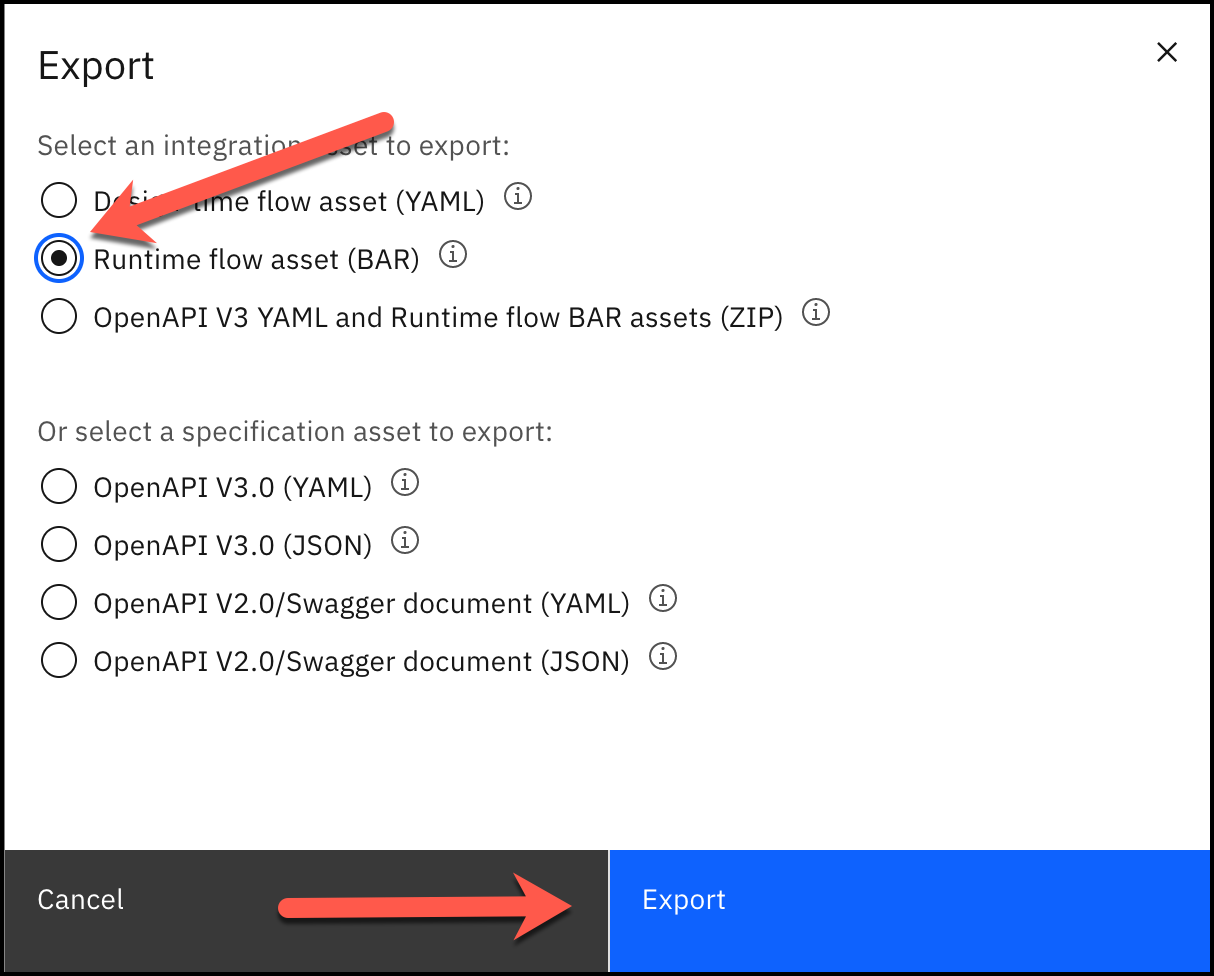 Export
Select an integration asset to export:
Design-time flow asset (YAML)
Runtime flow asset (BAR)
OpenAPI V3 YAML and Runtime flow BAR assets (ZIP)
Or select a specification asset to export:
OpenAPI V3.0 (YAML)
OpenAPI V3.0 (JSON)
OpenAPI V2.0/Swagger document (YAML)
OpenAPI V2.0/Swagger document (JSON)
Cancel
Export